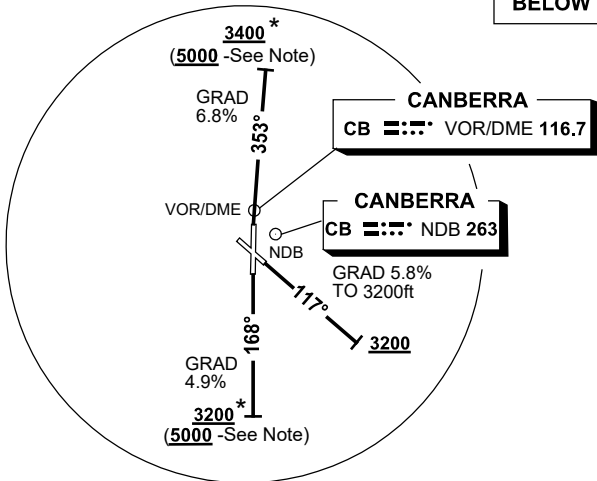 BELOW
3400 *
(5000 -See Note)
GRAD
6.8%
353°
CANBERRA
CB VOR/DME 116.7
VOR/DME
CANBERRA
CB NDB 263
NDB
GRAD 5.8%
TO 3200ft
117°
3200
168°
GRAD
4.9%
3200 *
(5000 -See Note)